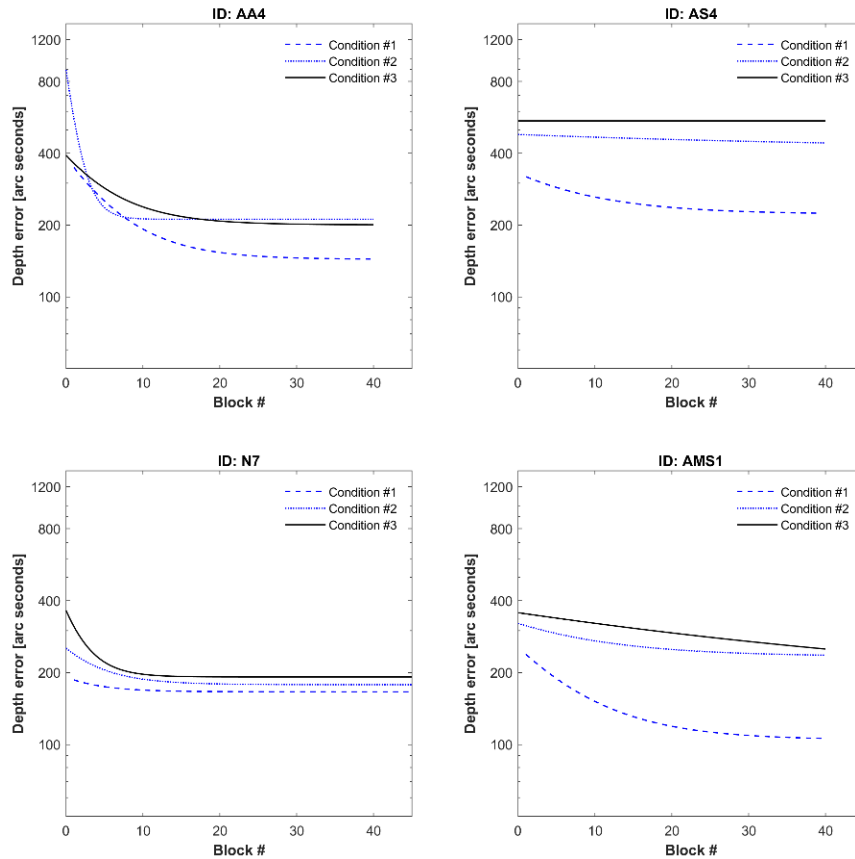 ID: AA4
1200
800
400
200
100
Depth error [arc seconds]
Condition #1
Condition #2
Condition #3
0 10 20 30 40
Block #
ID: AS4
1200
800
400
200
100
Depth error [arc seconds]
Condition #1
Condition #2
Condition #3
0 10 20 30 40
Block #
ID: N7
1200
800
400
200
100
Depth error [arc seconds]
Condition #1
Condition #2
Condition #3
0 10 20 30 40
Block #
ID: AMS1
1200
800
400
200
100
Depth error [arc seconds]
Condition #1
Condition #2
Condition #3
0 10 20 30 40
Block #